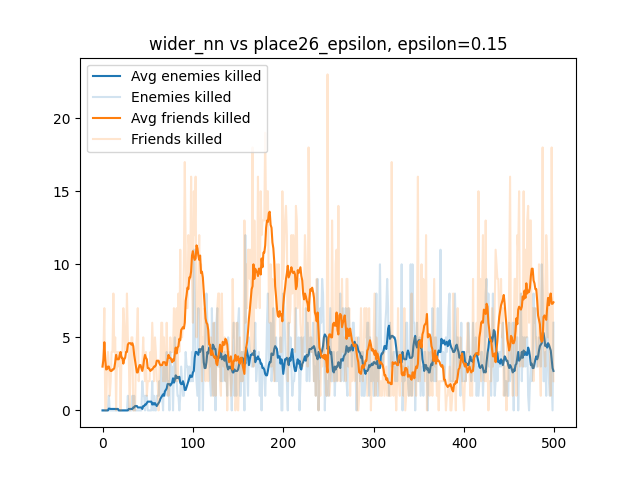 wider_nn vs place26_epsilon, epsilon=0.15
Avg enemies killed
Enemies killed
Avg friends killed
Friends killed
20
15
10
5
0
0 100 200 300 400 500